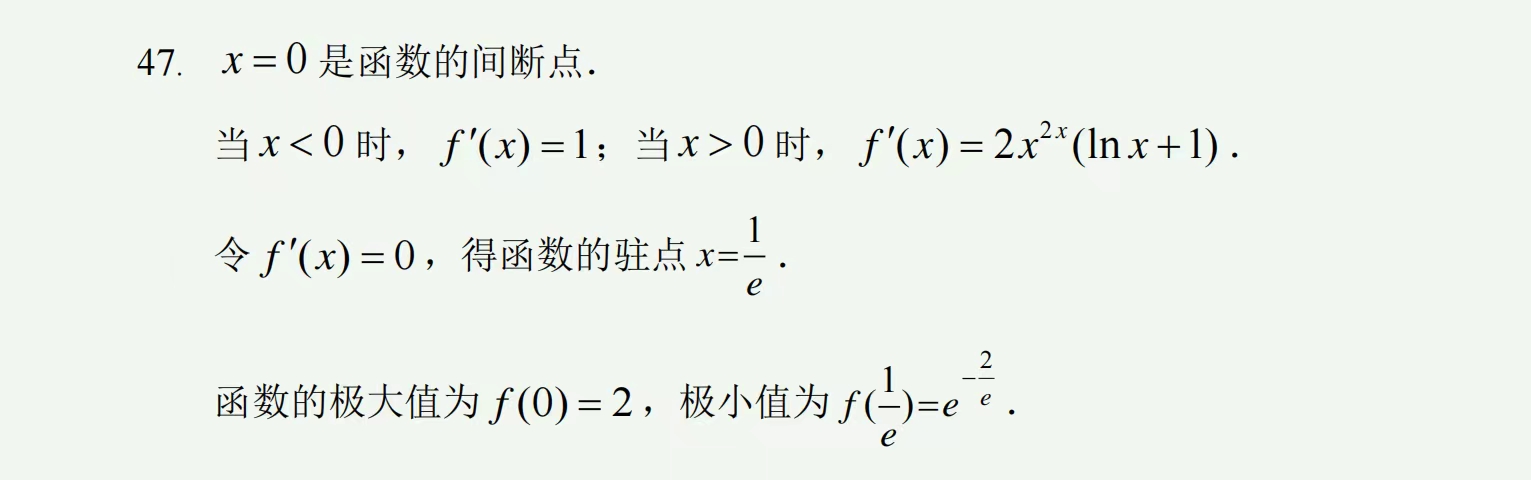 47. x = 0 是函数的间断点.
当 x < 0 时， f′(x) = 1；当 x > 0 时， f′(x) = 2x^{2x}(ln x + 1) .
令 f′(x) = 0 ，得函数的驻点 x=\frac{1}{e} .
函数的极大值为 f(0) = 2 ，极小值为 f(\frac{1}{e})=e^{-\frac{2}{e}} .